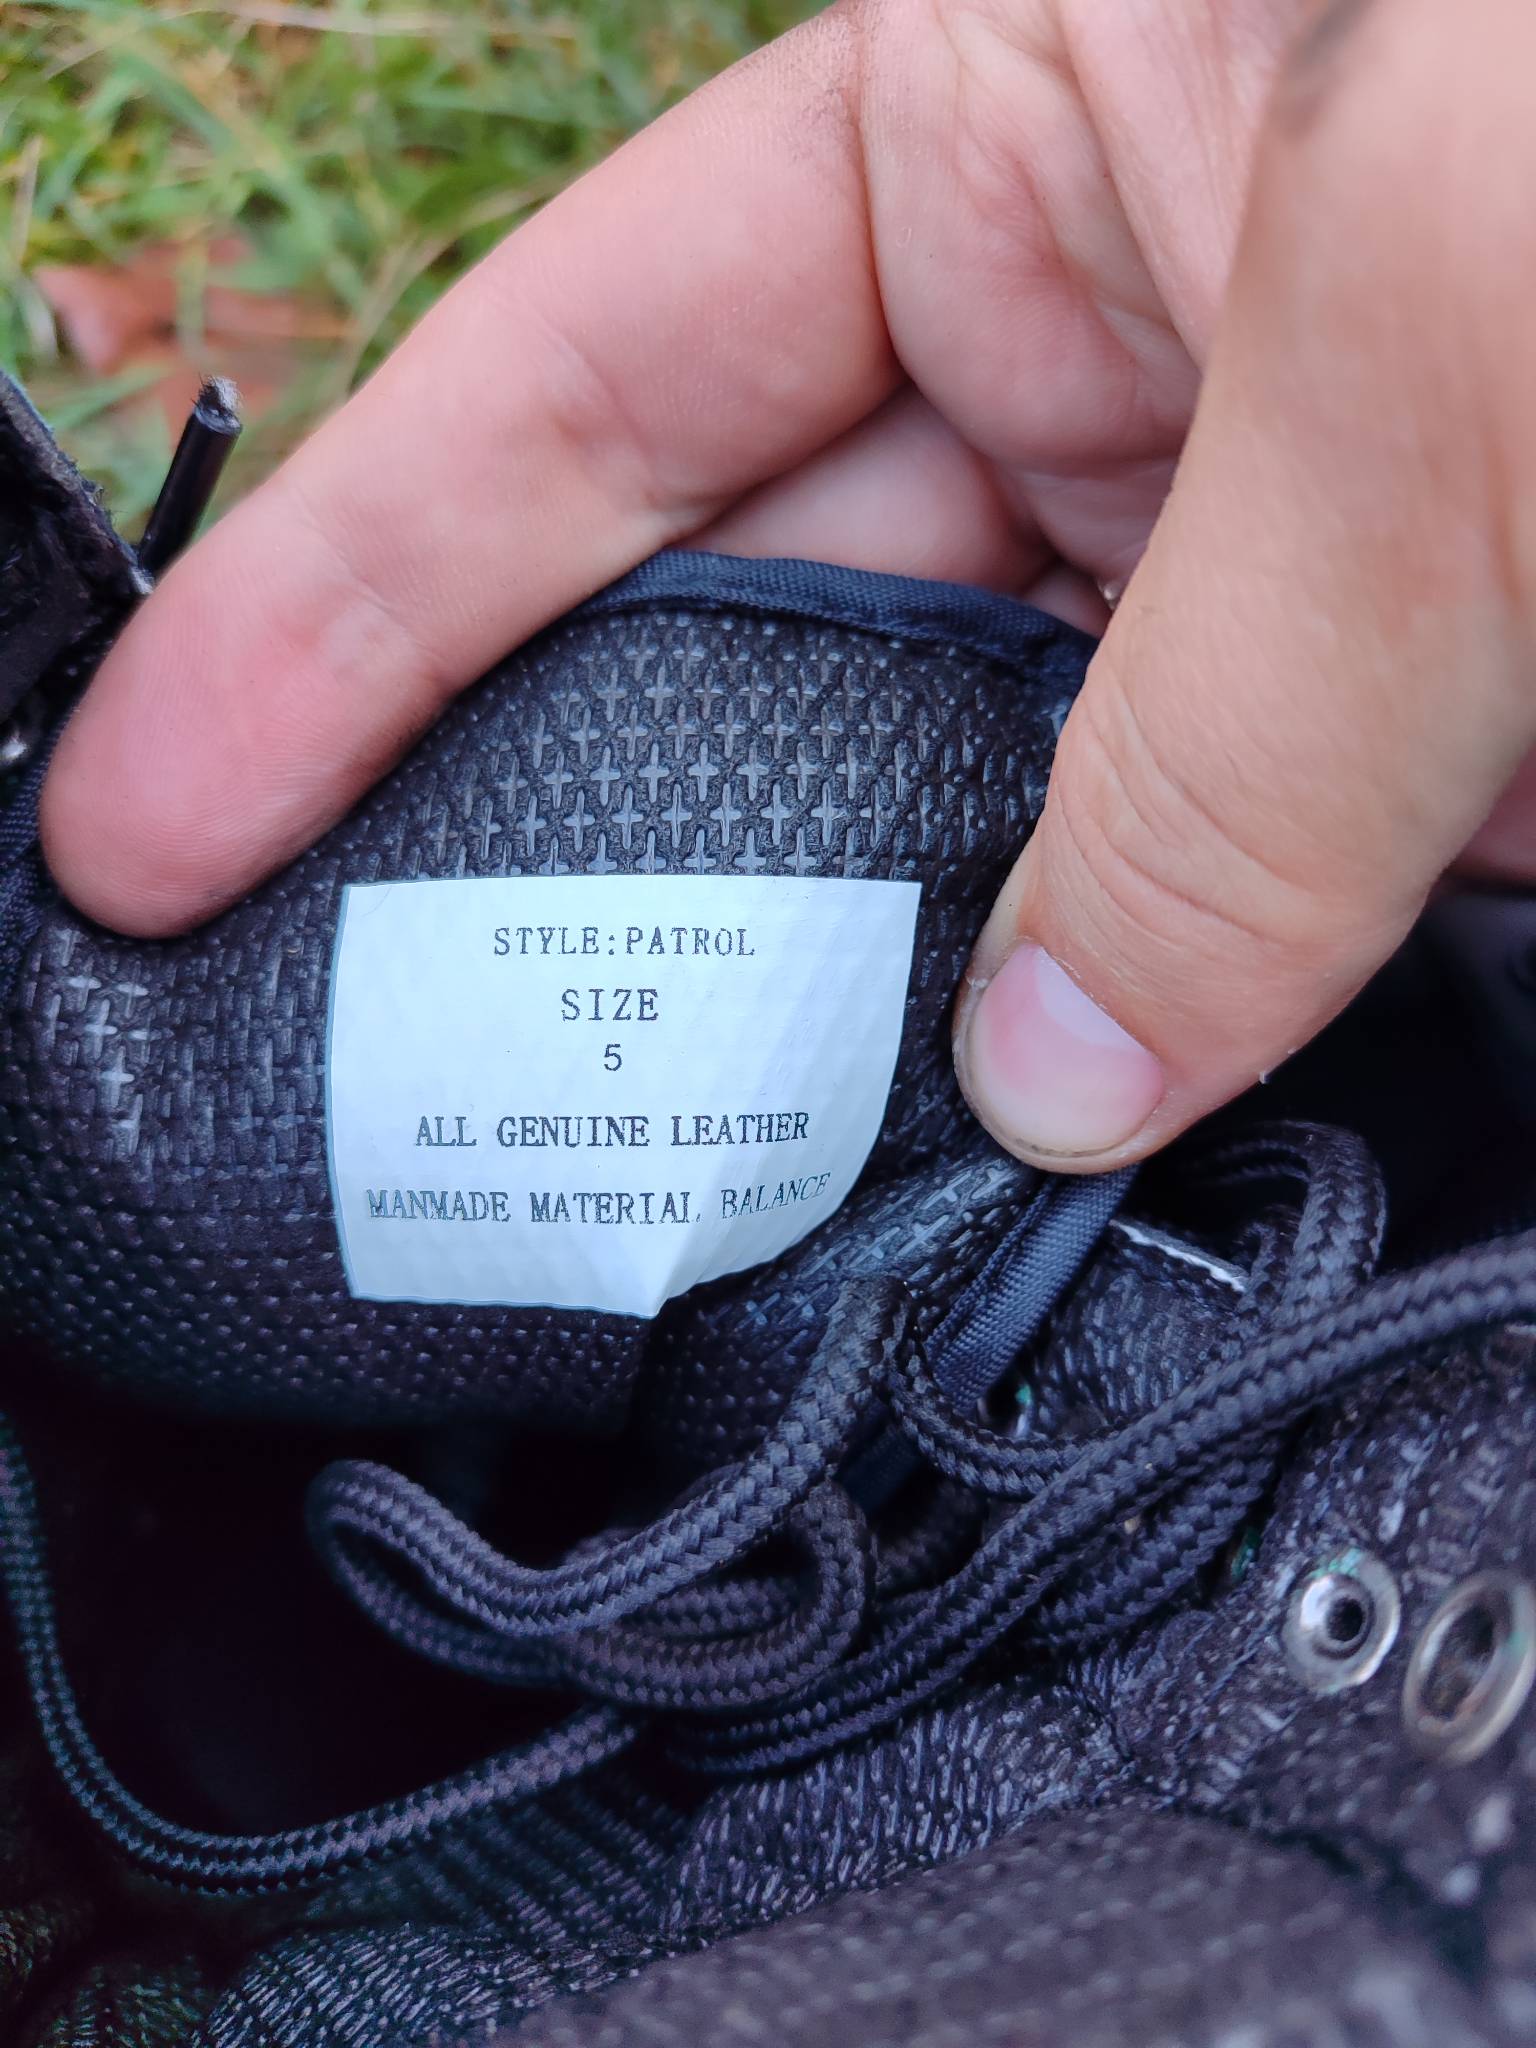 STYLE:PATROL
SIZE
5
ALL GENUINE LEATHER
MANMADE MATERIAL BALANCE